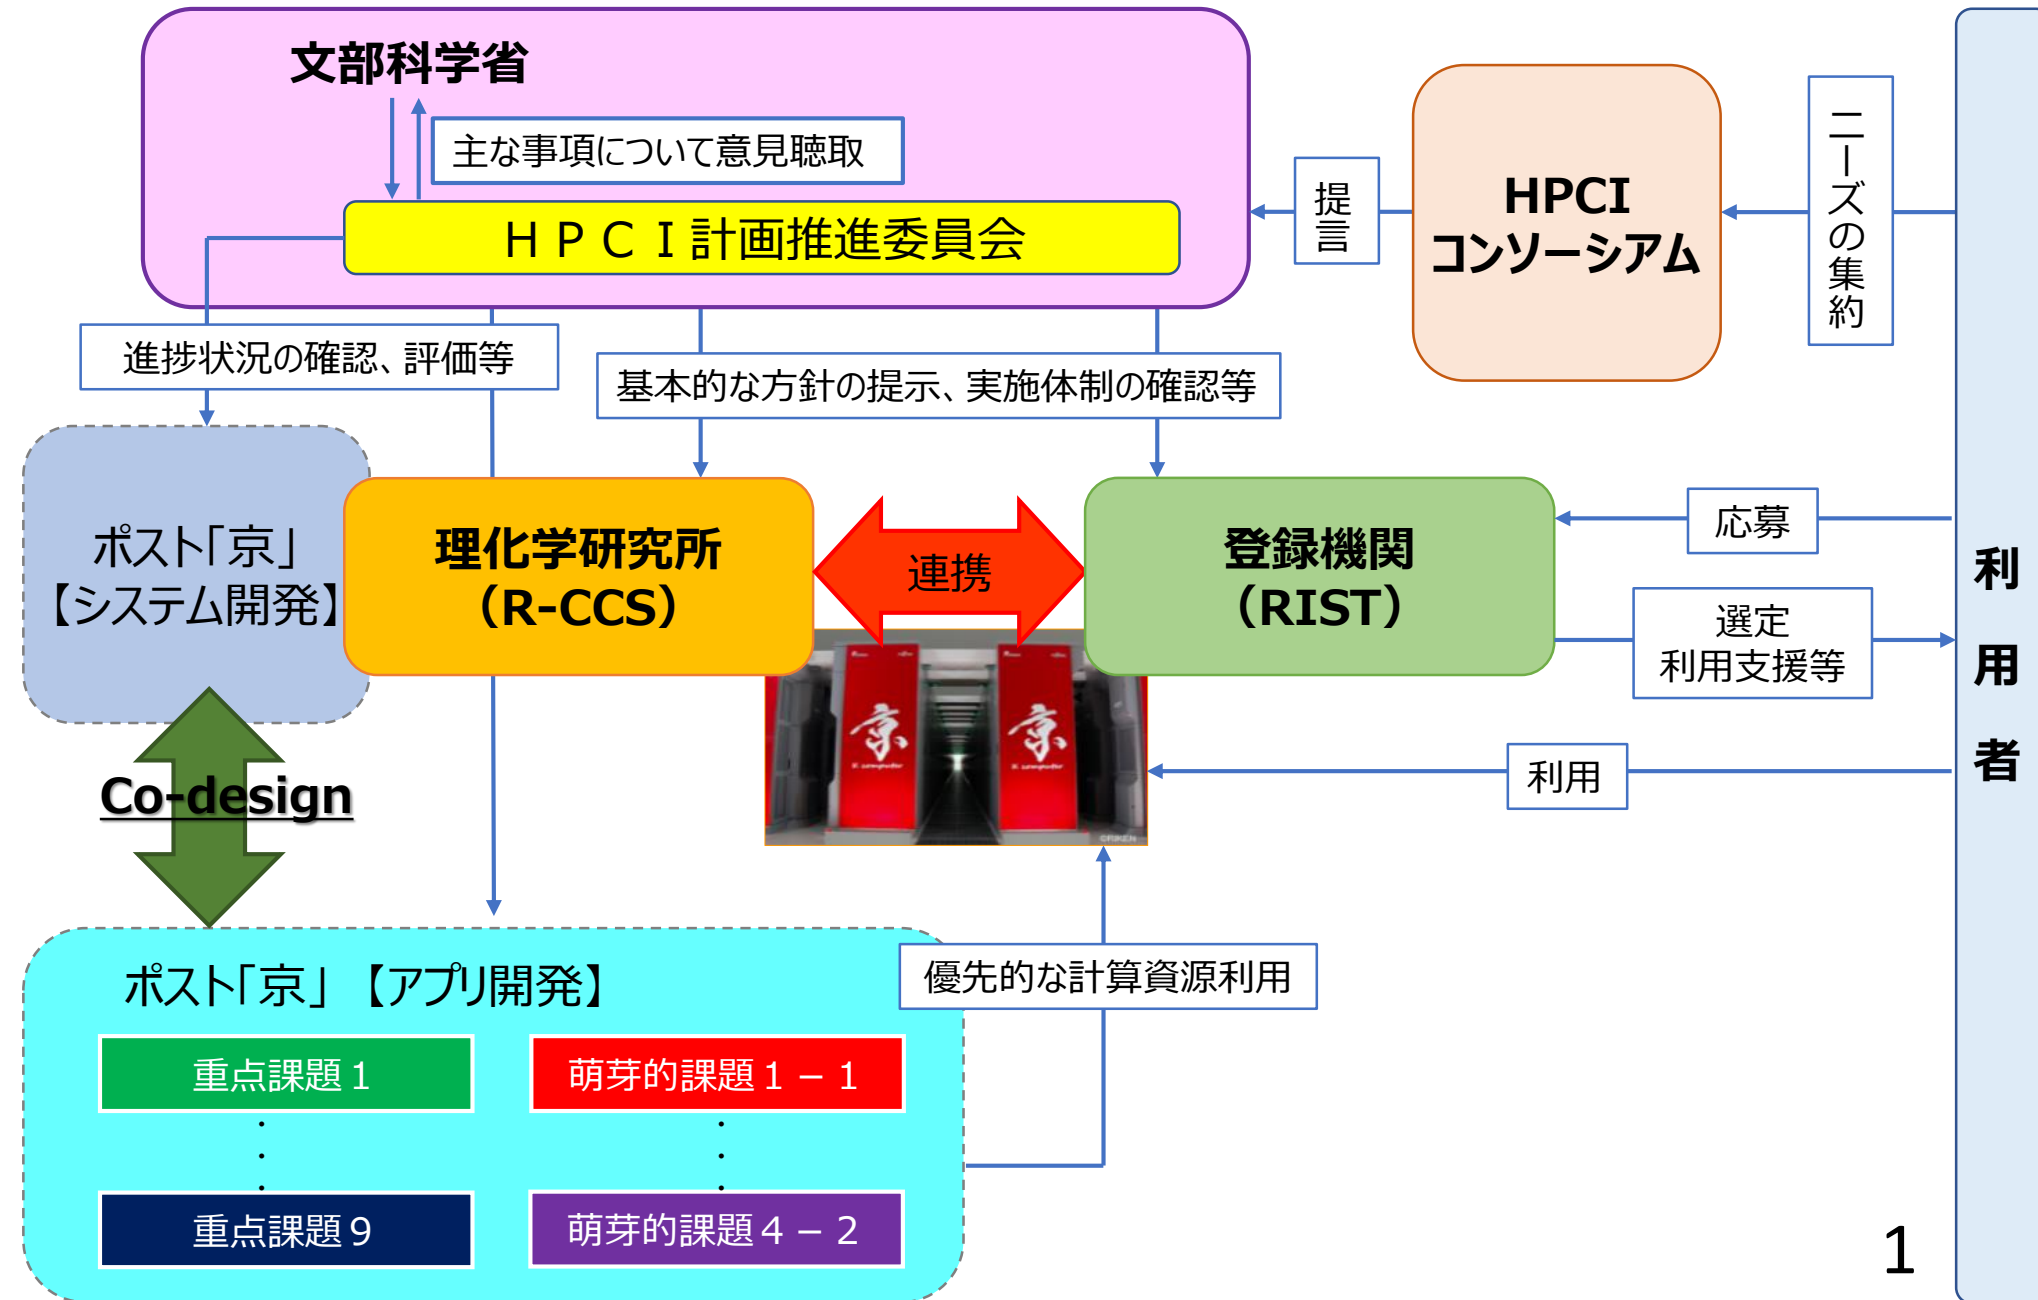 文部科学省
主な事項について意見聴取
ＨＰＣＩ計画推進委員会
提言
HPCI
コンソーシアム
ニーズの集約
進捗状況の確認、評価等
基本的な方針の提示、実施体制の確認等
ポスト「京」
【システム開発】
理化学研究所
（R-CCS）
連携
登録機関
（RIST）
応募
選定
利用支援等
利用
利用者
京
K computer
京
K computer
©RIKEN
Co-design
ポスト「京」【アプリ開発】
優先的な計算資源利用
重点課題１
萌芽的課題１－１
・
・
・
・
・
・
重点課題９
萌芽的課題４－２
1